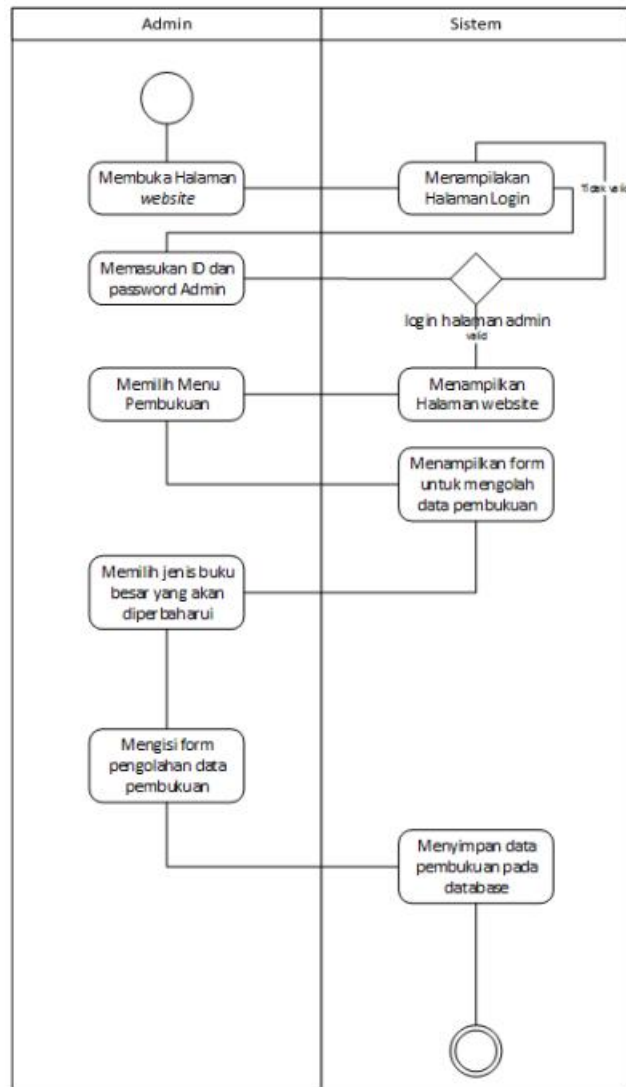 Admin
Sistem
Membuka Halaman
website
Menampilakan
Halaman Login
Tidak valid
Memasukan ID dan
password Admin
login halaman admin
valid
Memilih Menu
Pembukuan
Menampilkan
Halaman website
Menampilkan form
untuk mengolah
data pembukuan
Memilih jenis buku
besar yang akan
diperbaharui
Mengisi form
pengolahan data
pembukuan
Menyimpan data
pembukuan pada
database